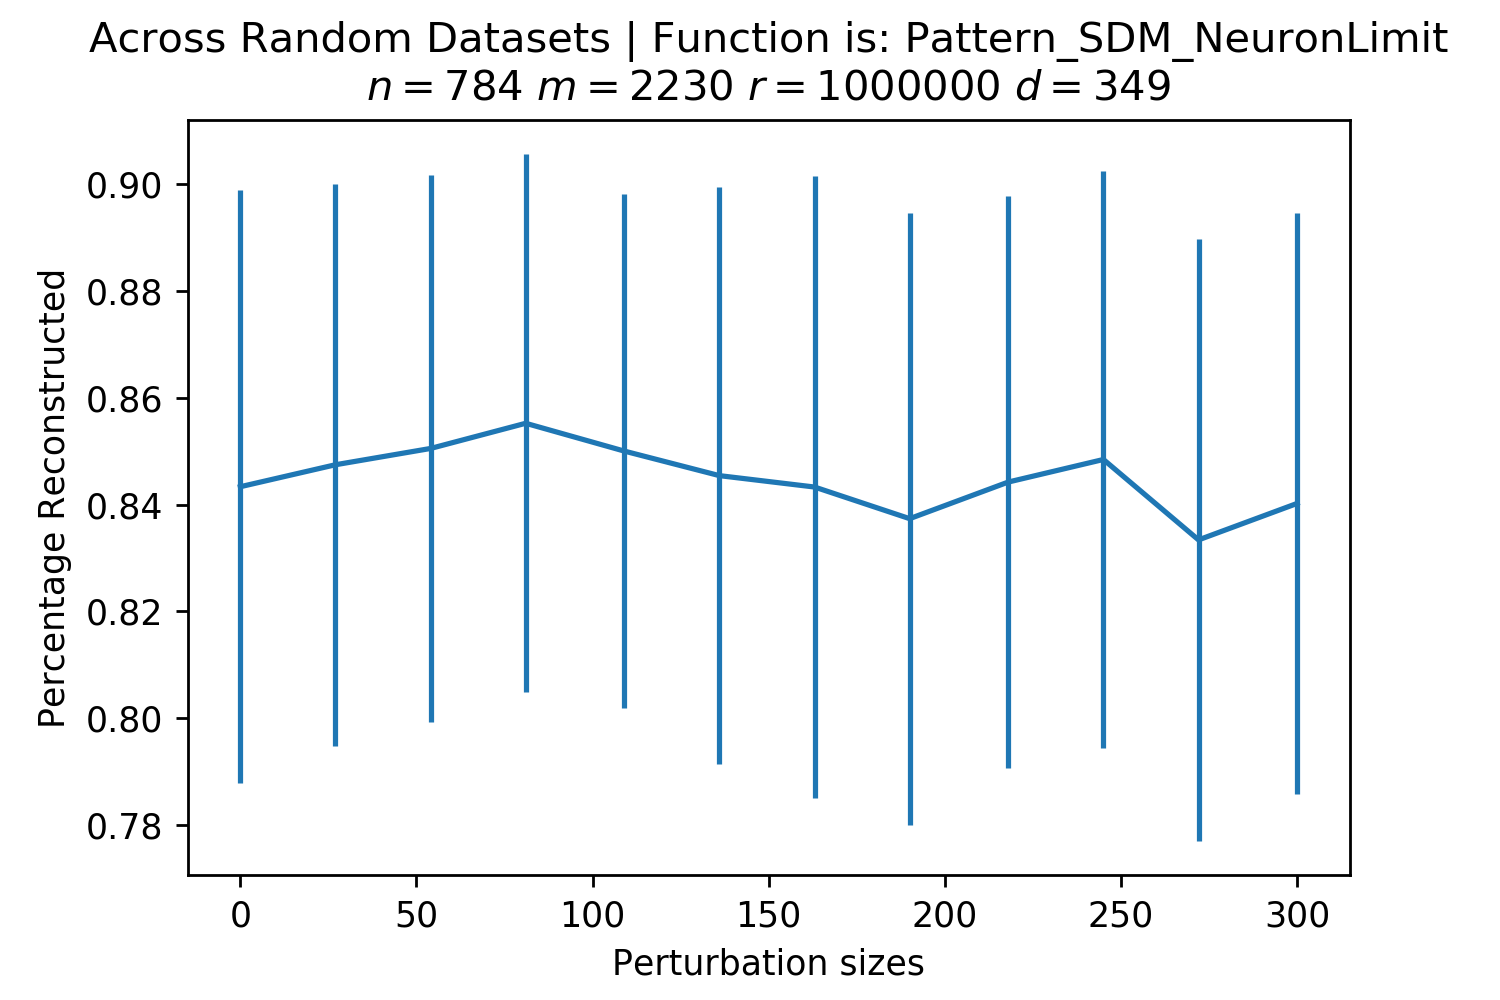 Across Random Datasets | Function is: Pattern_SDM_NeuronLimit
n = 784 m = 2230 r = 1000000 d = 349
Percentage Reconstructed
0.90
0.88
0.86
0.84
0.82
0.80
0.78
0 50 100 150 200 250 300
Perturbation sizes